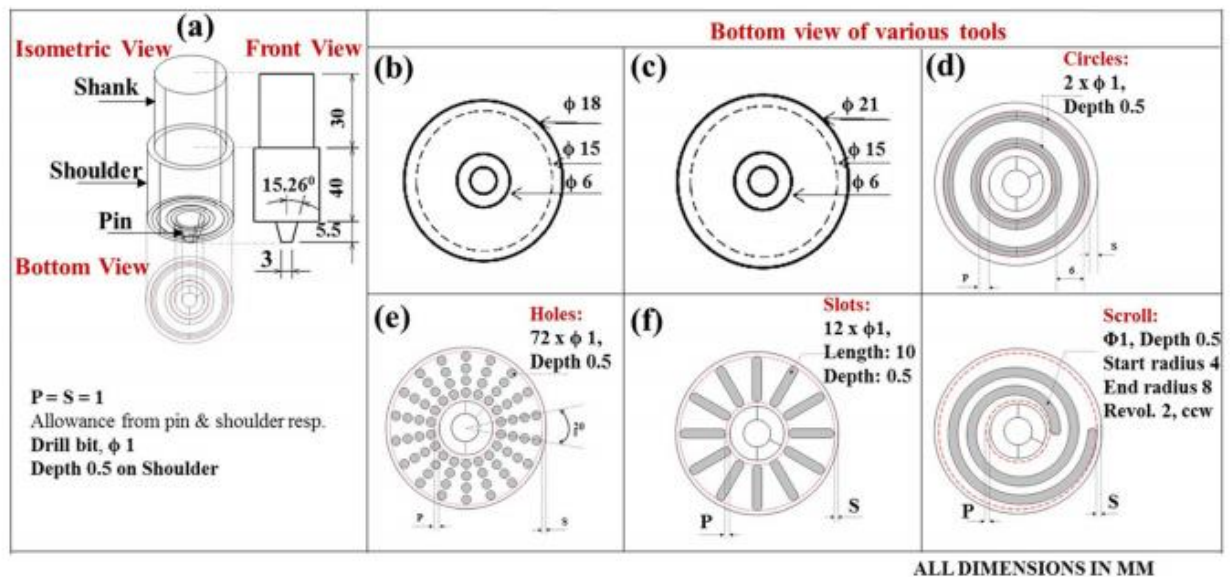 (a)
Isometric View
Front View
Shank
Shoulder
Pin
Bottom View
30
40
15.26⁰
5.5
3
P = S = 1
Allowance from pin & shoulder resp.
Drill bit, ϕ 1
Depth 0.5 on Shoulder
Bottom view of various tools
(b)
ϕ 18
ϕ 15
ϕ 6
(c)
ϕ 21
ϕ 15
ϕ 6
(d)
Circles:
2 x ϕ 1,
Depth 0.5
P
6
S
(e)
Holes:
72 x ϕ 1,
Depth 0.5
20
P
S
(f)
Slots:
12 x ϕ1,
Length: 10
Depth: 0.5
P
S
Scroll:
Φ1, Depth 0.5
Start radius 4
End radius 8
Revol. 2, ccw
P
S
ALL DIMENSIONS IN MM